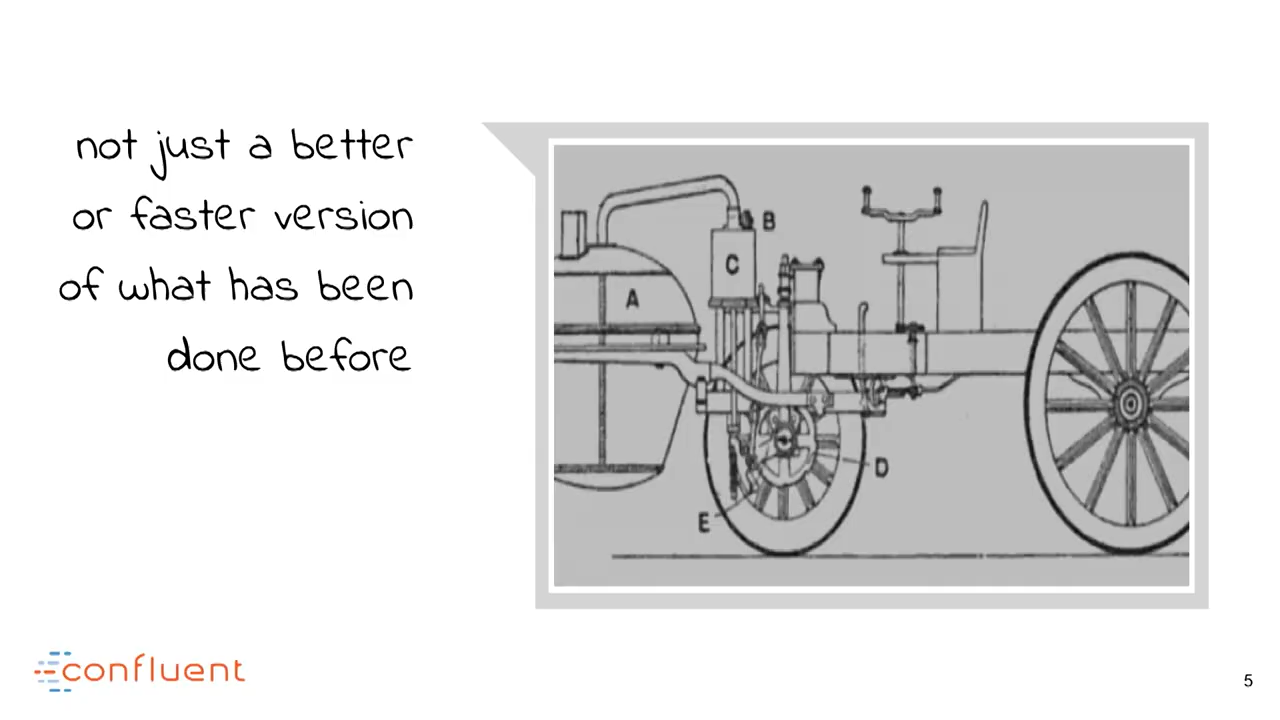 not just a better
or faster version
of what has been
done before
B
C
A
D
E
confluent
5